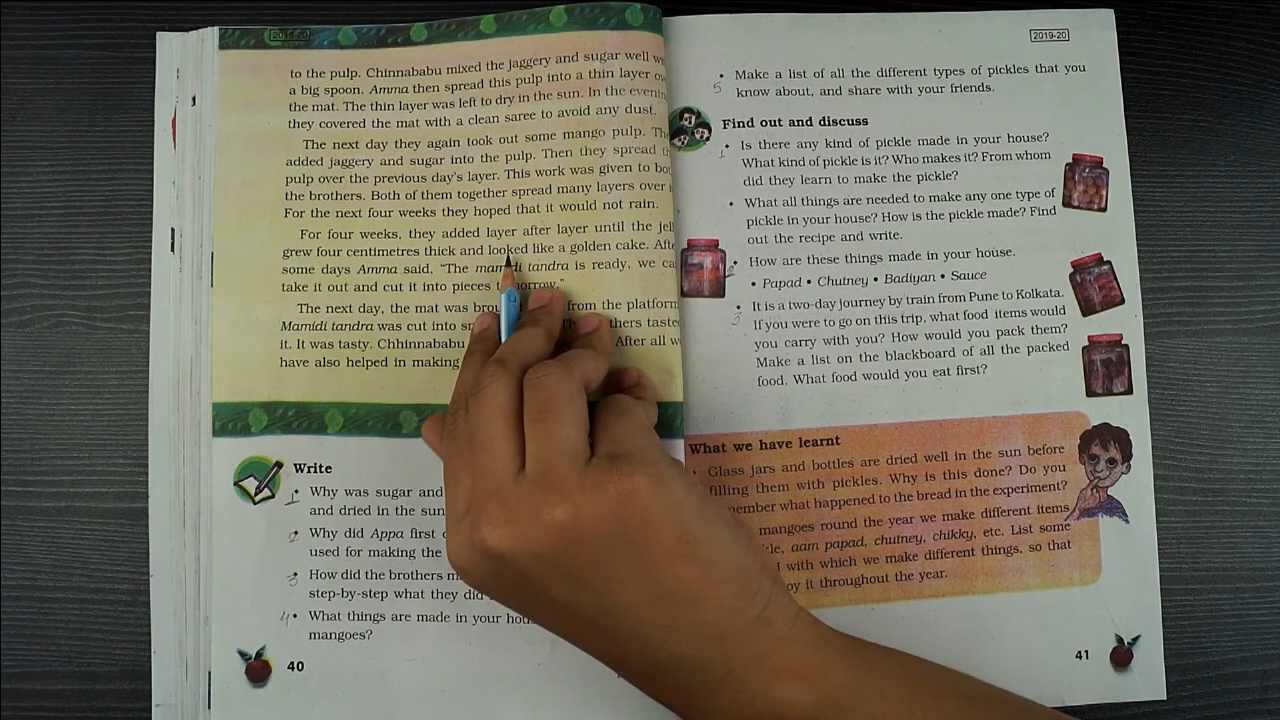 2019-20
to the pulp. Chinnababu mixed the jaggery and sugar well
a big spoon. Amma then spread this pulp into a thin layer
the mat. The thin layer was left to dry in the sun. In the
they covered the mat with a clean saree to avoid any dust.
The next day they again took out some mango pulp.
added jaggery and sugar into the pulp. Then they spread
pulp over the previous day's layer. This work was given to
the brothers. Both of them together spread many layers over
For the next four weeks they hoped that it would not rain.
For four weeks, they added layer after layer until the
grew four centimetres thick and looked like a golden cake.
some days Amma said, "The mamidi tandra is ready, we
take it out and cut it into pieces tomorrow."
The next day, the mat was from the platform
Mamidi tandra was cut into
it. It was tasty. Chhinnababu After all
have also helped in making
Write
1 • Why was sugar and
and dried in the sun
2 • Why did Appa first
used for making the
3 • How did the brothers
step-by-step what they did
4 • What things are made in your
mangoes?
40
2019-20
5 • Make a list of all the different types of pickles that you
know about, and share with your friends.
Find out and discuss
1 • Is there any kind of pickle made in your house?
What kind of pickle is it? Who makes it? From whom
did they learn to make the pickle?
• What all things are needed to make any one type of
pickle in your house? How is the pickle made? Find
out the recipe and write.
2 • How are these things made in your house.
• Papad • Chutney • Badiyan • Sauce
3 • It is a two-day journey by train from Pune to Kolkata.
If you were to go on this trip, what food items would
you carry with you? How would you pack them?
Make a list on the blackboard of all the packed
food. What food would you eat first?
What we have learnt
• Glass jars and bottles are dried well in the sun before
filling them with pickles. Why is this done? Do you
what happened to the bread in the experiment?
mangoes round the year we make different items
aam papad, chutney, chikky, etc. List some
with which we make different things, so that
it throughout the year.
41